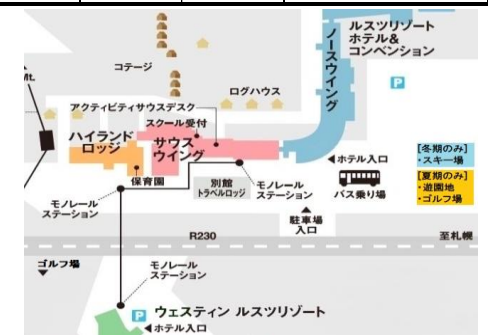 ルスツリゾート
ホテル&
コンベンション
ノースウイング
P
コテージ
Mt.
ログハウス
アクティビティサウスデスク
スクール受付
ハイランド
ロッジ
サウス
ウイング
保育園
別館
トラベルロッジ
モノレール
ステーション
モノレール
ステーション
ホテル入口
バス乗り場
駐車場
入口
[冬期のみ]
・スキー場
[夏期のみ]
・遊園地
・ゴルフ場
R230
至札幌
ゴルフ場
モノレール
ステーション
P
ウェスティン ルスツリゾート
ホテル入口